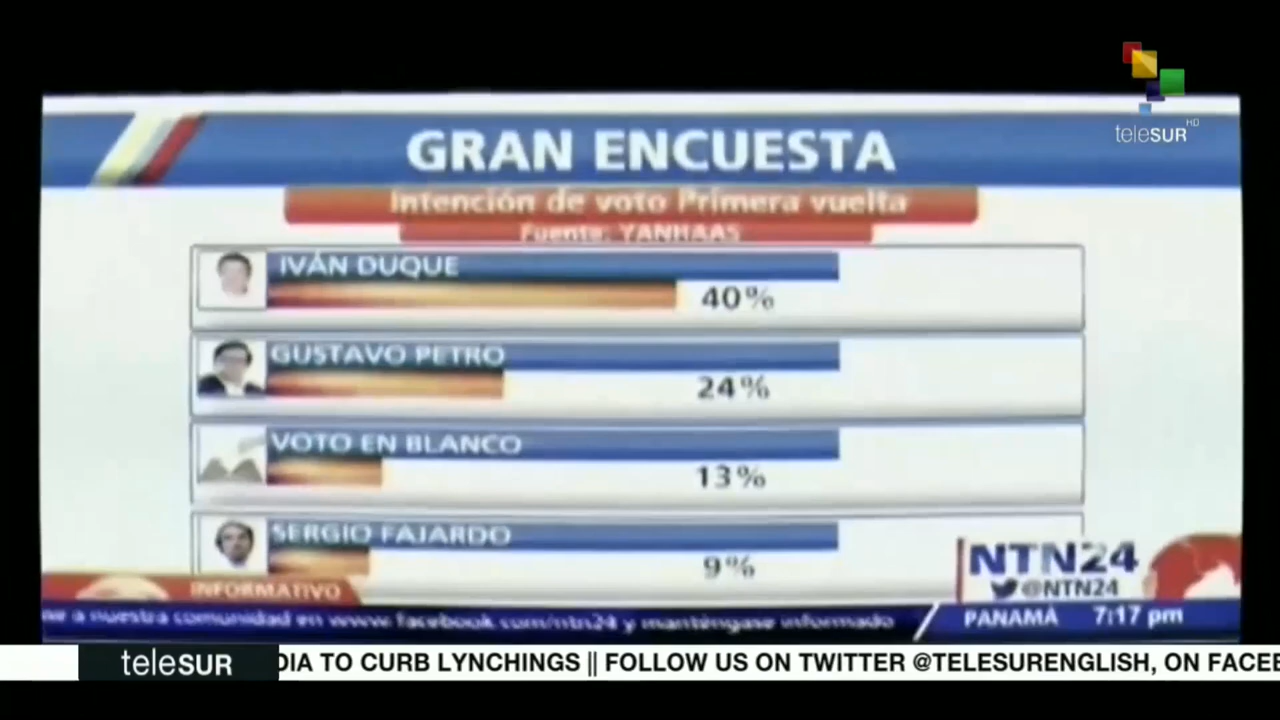 teleSUR HD
GRAN ENCUESTA
Intención de voto Primera vuelta
Fuente: YANHAAS
IVÁN DUQUE
40%
GUSTAVO PETRO
24%
VOTO EN BLANCO
13%
SERGIO FAJARDO
9%
NTN24
@NTN24
INFORMATIVO
a nuestra comunidad en www.facebook.com/ntn24 y manténgase informado
PANAMÁ 7:17 pm
teleSUR
DIA TO CURB LYNCHINGS || FOLLOW US ON TWITTER @TELESURENGLISH, ON FACEB